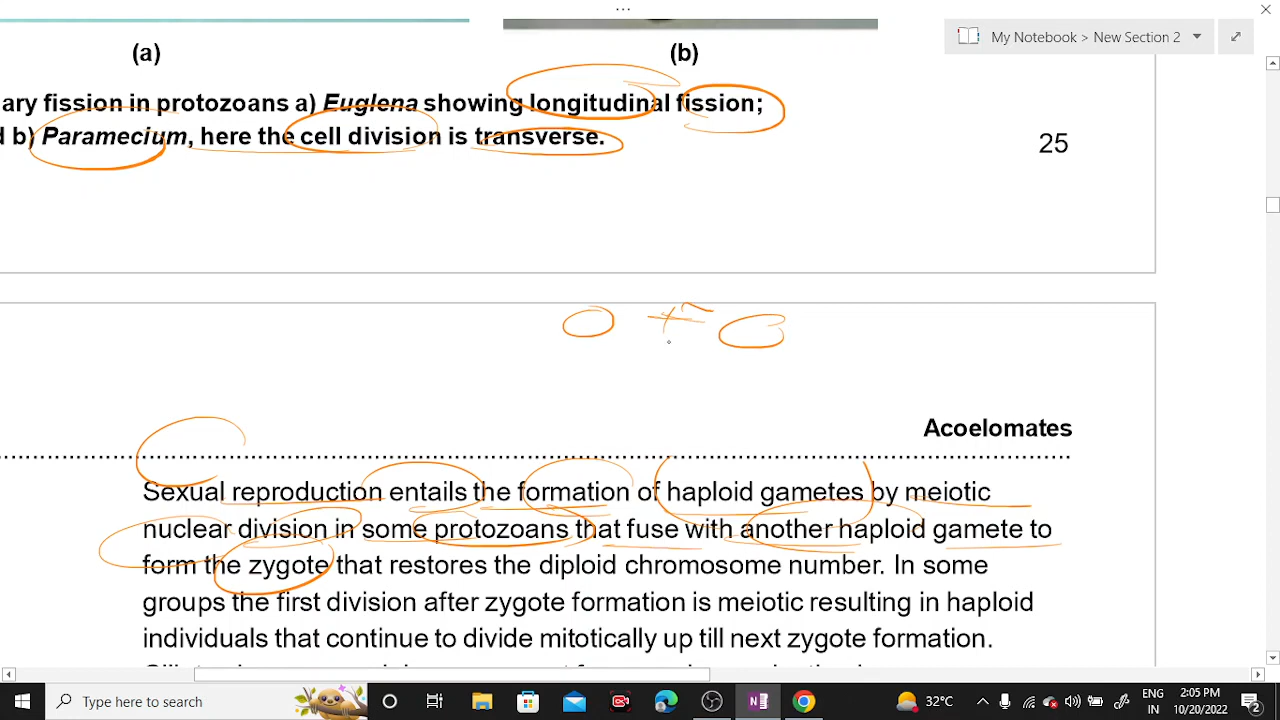 My Notebook > New Section 2
(a) (b)
ary fission in protozoans a) Euglena showing longitudinal fission;
d b) Paramecium, here the cell division is transverse.
25
Acoelomates
Sexual reproduction entails the formation of haploid gametes by meiotic
nuclear division in some protozoans that fuse with another haploid gamete to
form the zygote that restores the diploid chromosome number. In some
groups the first division after zygote formation is meiotic resulting in haploid
individuals that continue to divide mitotically up till next zygote formation.
Type here to search
32°C
ENG
IN
2:05 PM
10/20/2022
2